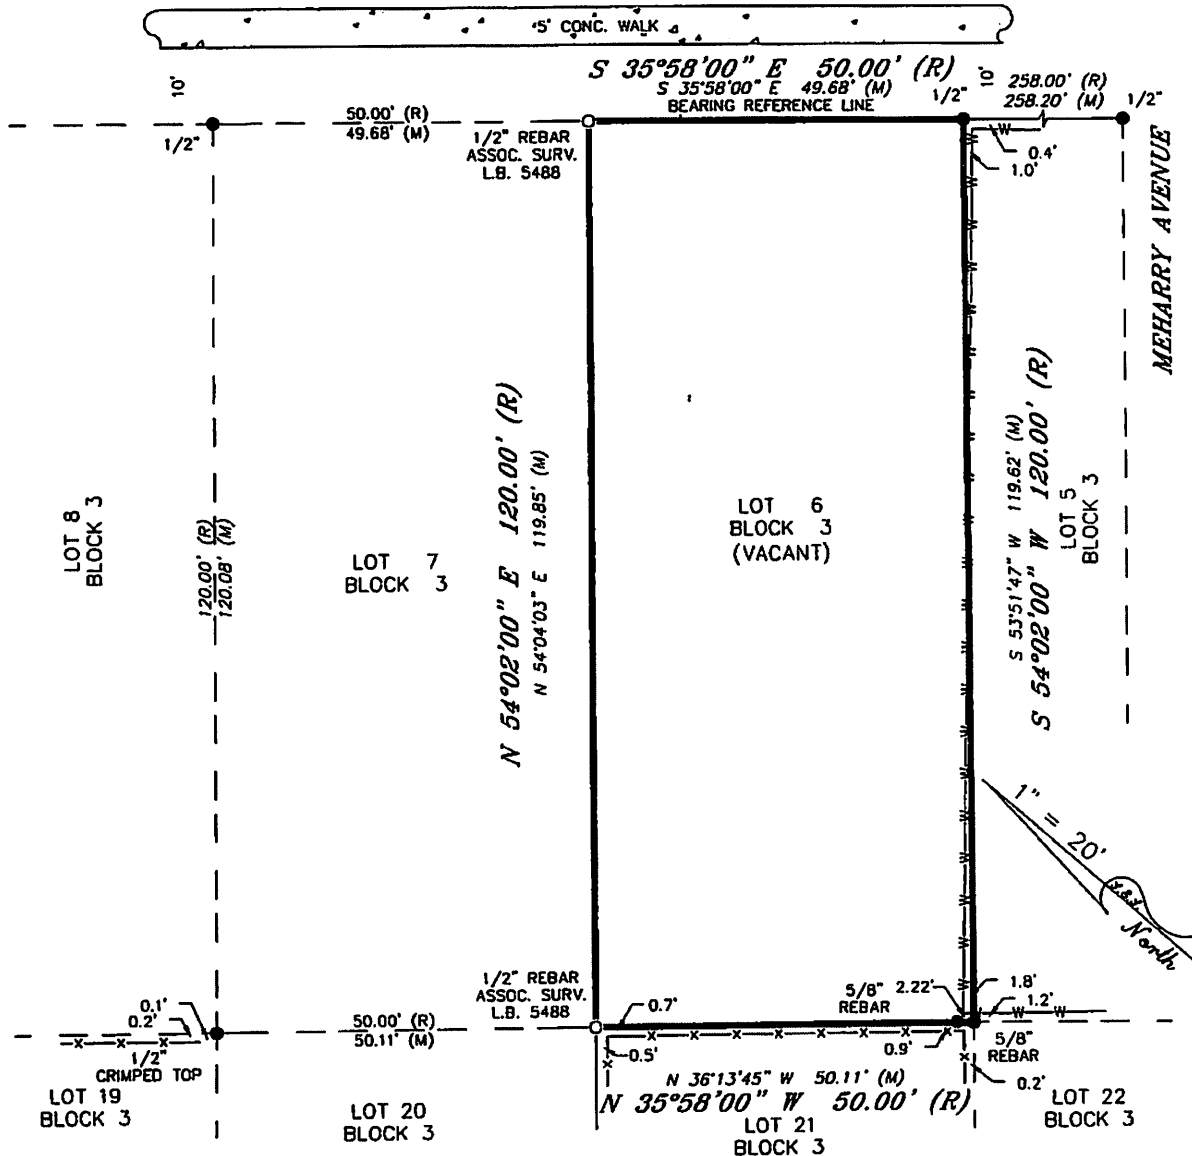 5' CONC. WALK
S 35°58'00" E 50.00' (R)
S 35°58'00" E 49.68' (M)
BEARING REFERENCE LINE
10'
10'
258.00' (R)
258.20' (M)
1/2"
1/2"
50.00' (R)
49.68' (M)
1/2"
1/2" REBAR
ASSOC. SURV.
L.B. 5488
W
0.4'
1.0'
MEHARRY AVENUE
LOT 8
BLOCK 3
120.00' (R)
120.08' (M)
LOT 7
BLOCK 3
N 54°02'00" E 120.00' (R)
N 54°04'03" E 119.85' (M)
LOT 6
BLOCK 3
(VACANT)
S 53°51'47" W 119.62' (M)
S 54°02'00" W 120.00' (R)
LOT 5
BLOCK 3
1" = 20'
North
1/2" REBAR
ASSOC. SURV.
L.B. 5488
5/8"
REBAR
2.22'
1.8'
1.2'
W W
0.1'
0.2'
50.00' (R)
50.11' (M)
0.7'
0.5'
0.9'
5/8"
REBAR
0.2'
1/2"
CRIMPED TOP
N 36°13'45" W 50.11' (M)
N 35°58'00" W 50.00' (R)
LOT 19
BLOCK 3
LOT 20
BLOCK 3
LOT 21
BLOCK 3
LOT 22
BLOCK 3